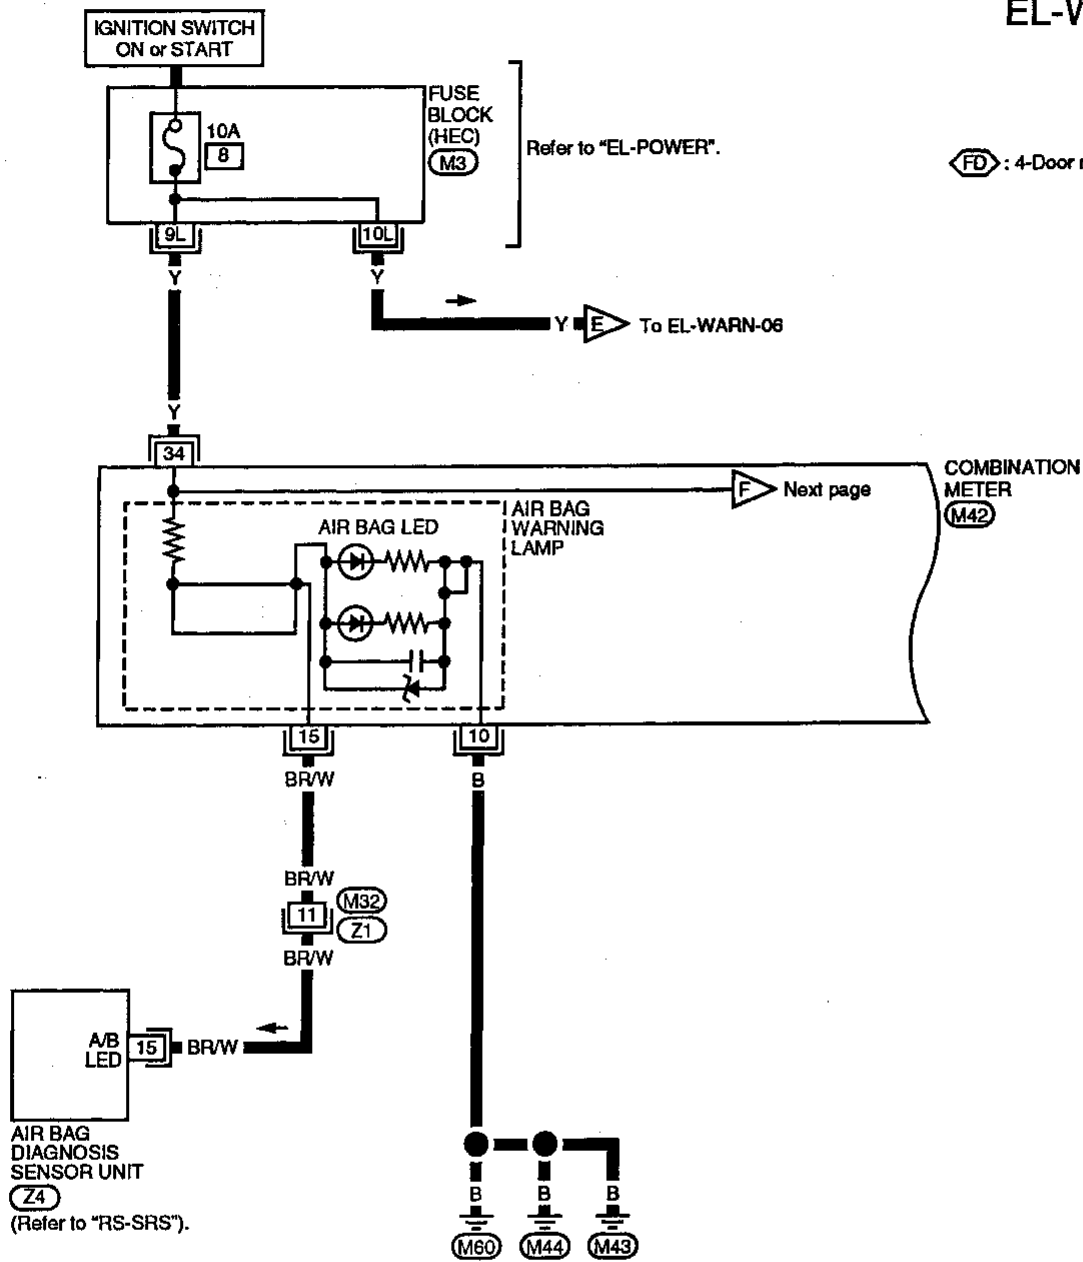 EL-W
IGNITION SWITCH
ON or START
FUSE
BLOCK
(HEC)
M3
10A
8
Refer to "EL-POWER".
FD : 4-Door
9L
10L
Y
Y
Y E To EL-WARN-06
Y
34
COMBINATION
METER
M42
F Next page
AIR BAG
WARNING
LAMP
AIR BAG LED
15
10
BR/W
B
BR/W
11
M32
Z1
BR/W
A/B
LED
15
BR/W
AIR BAG
DIAGNOSIS
SENSOR UNIT
Z4
(Refer to "RS-SRS").
B
B
B
M60
M44
M43